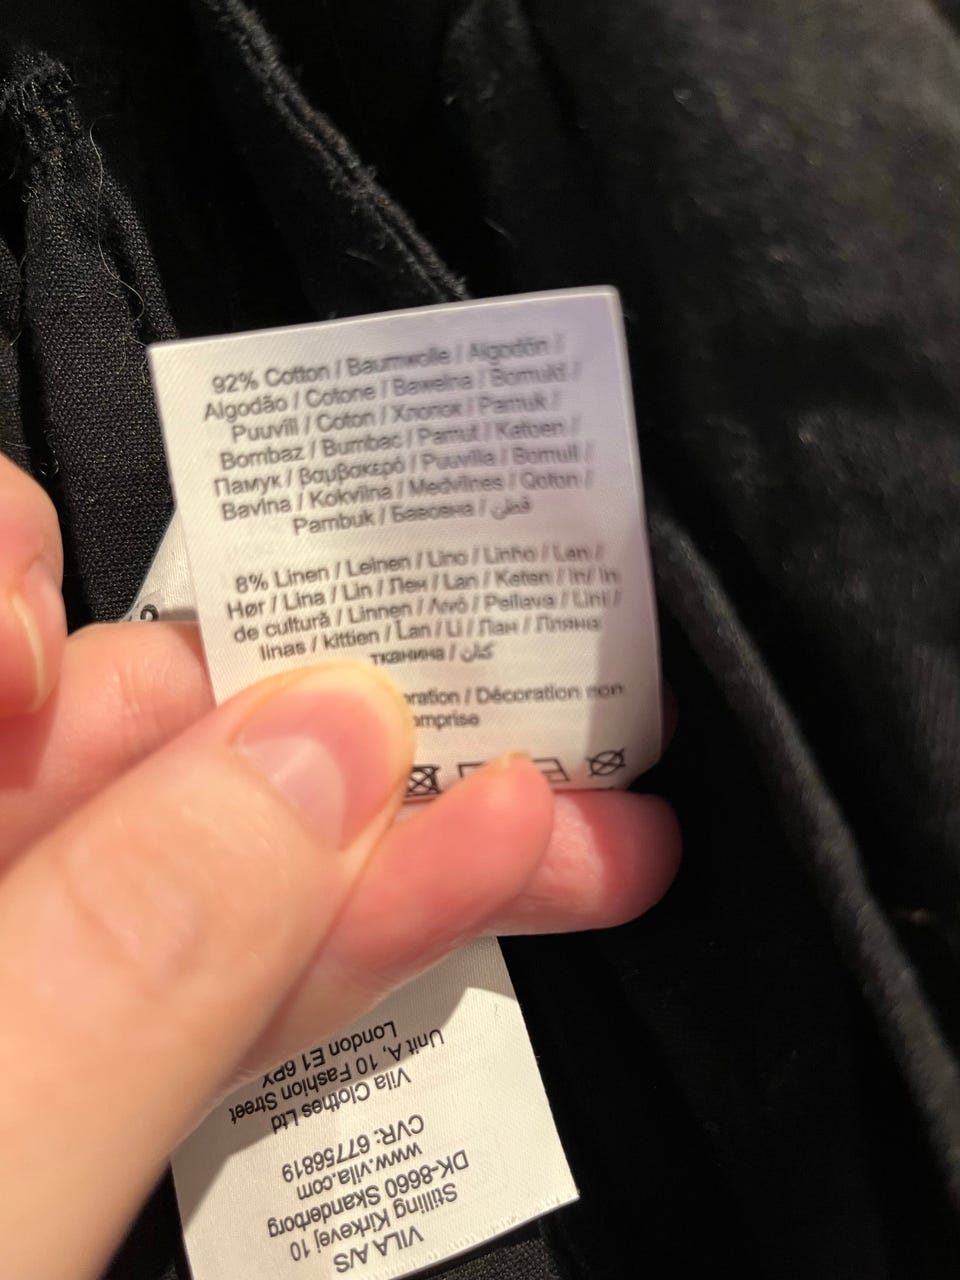 92% Cotton / Baumwolle / Algodón /
Algodão / Cotone / Bawełna / Bomuld /
Puuvill / Coton / Хлопок / Pamuk /
Bombaz / Bumbac / Pamut / Katoen /
Памук / βαμβακερό / Puuvilla / Bomull /
Bavlna / Kokvilna / Medvilnės / Qoton /
Pambuk / Бавовна / قطن
8% Linen / Leinen / Lino / Linho / Lan /
Hør / Lina / Lin / Лен / Lan / Keten / In/ In
de cultură / Linnen / Λινό / Pellava / Lini /
linas / kittien / Lan / Li / Лан / Лляна
тканина / كتان
oration / Décoration non
omprise
VILA A/S
Stilling Kirkevej 10
DK-8660 Skanderborg
www.vila.com
CVR: 67756819
Vila Clothes Ltd
Unit A, 10 Fashion Street
London E1 6PX